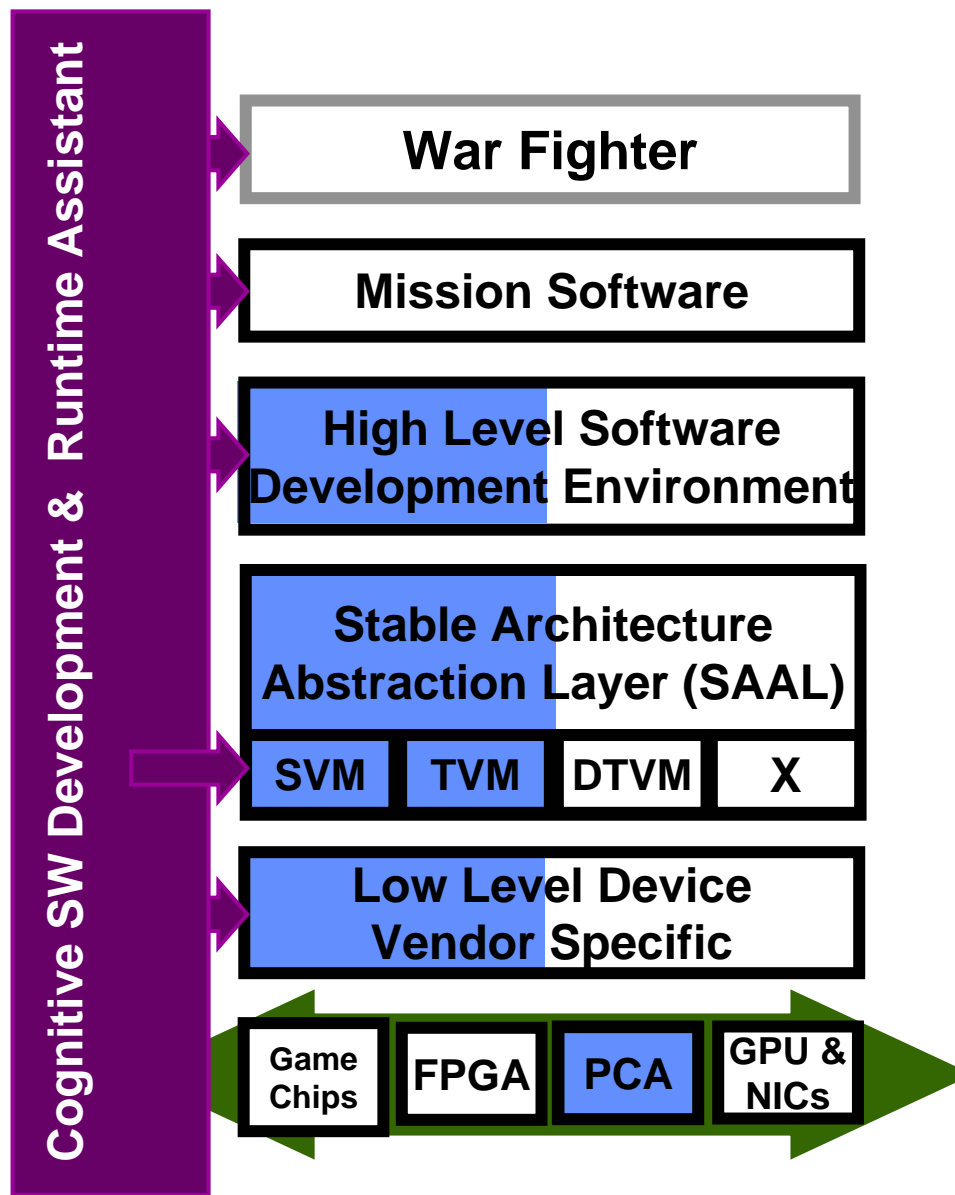 Cognitive SW Development & Runtime Assistant
War Fighter
Mission Software
High Level Software
Development Environment
Stable Architecture
Abstraction Layer (SAAL)
SVM TVM DTVM X
Low Level Device
Vendor Specific
Game
Chips
FPGA
PCA
GPU &
NICs